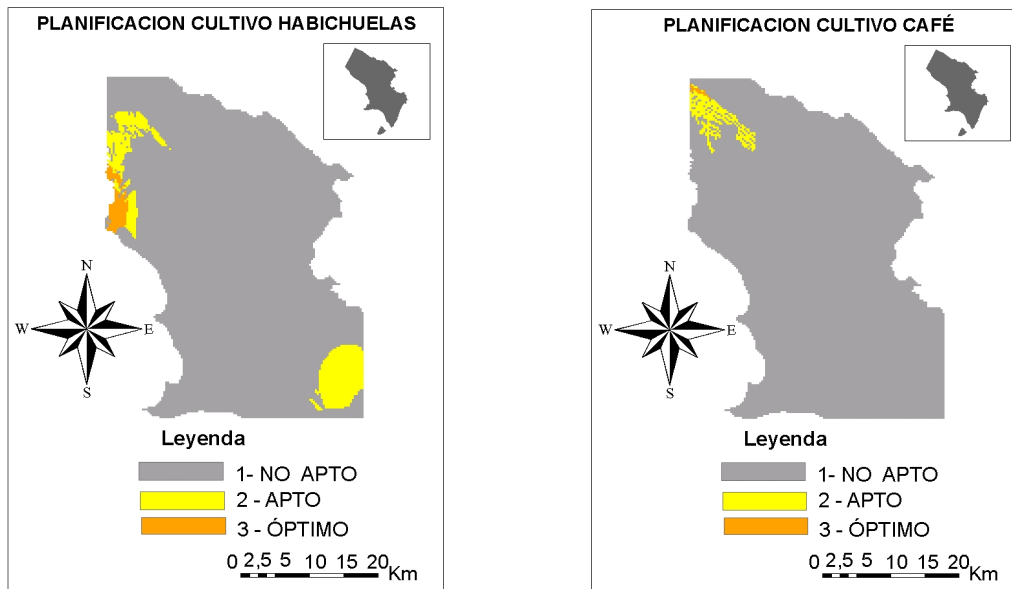 PLANIFICACION CULTIVO HABICHUELAS
N
W
E
S
Leyenda
1- NO APTO
2 - APTO
3 - ÓPTIMO
0 2,5 5 10 15 20
Km
PLANIFICACION CULTIVO CAFÉ
N
W
E
S
Leyenda
1- NO APTO
2 - APTO
3 - ÓPTIMO
0 2,5 5 10 15 20
Km